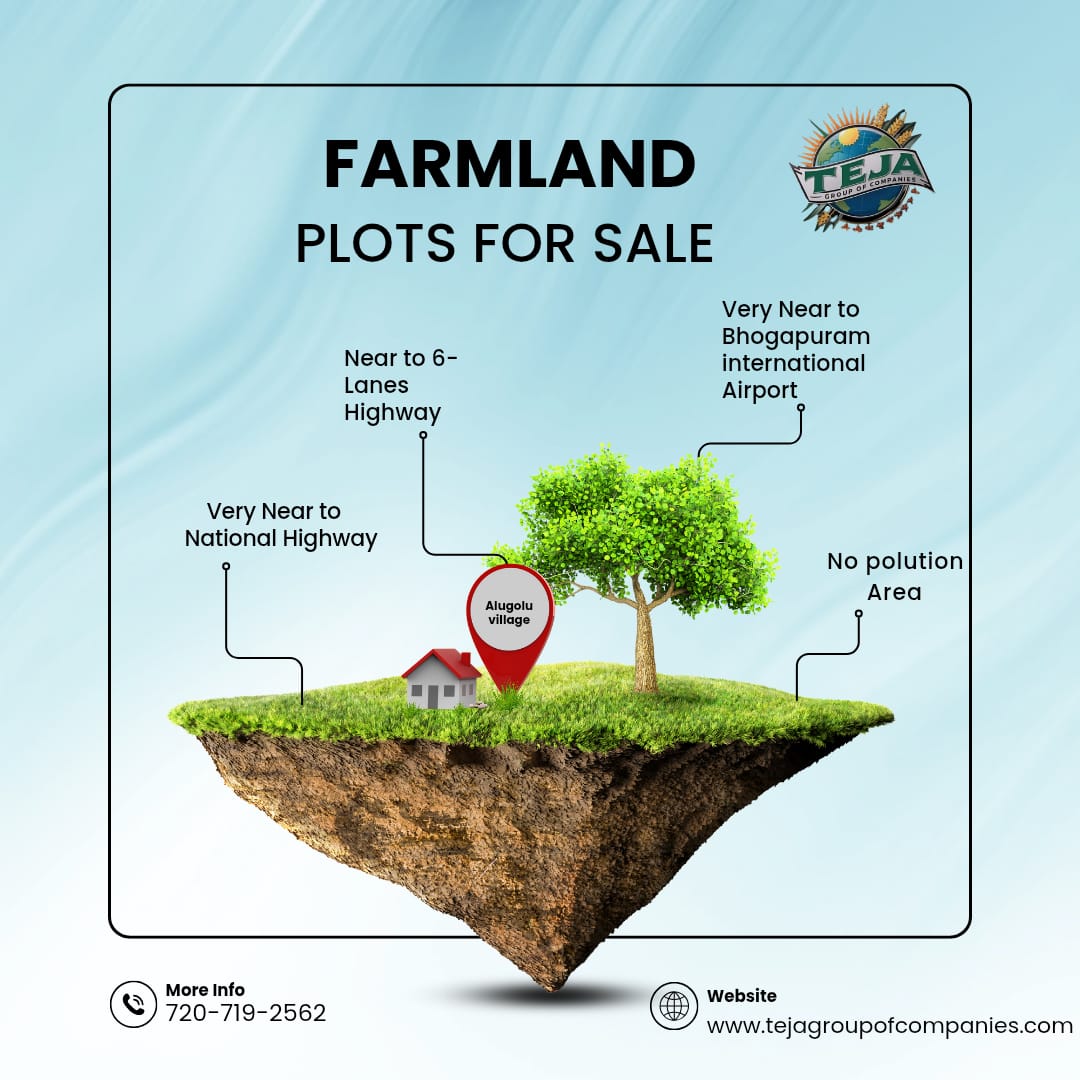 FARMLAND
PLOTS FOR SALE
TEJA
GROUP OF COMPANIES
Very Near to
Bhogapuram
international
Airport
Near to 6-
Lanes
Highway
Very Near to
National Highway
No polution
Area
Alugolu
village
More Info
720-719-2562
Website
www.tejagroupofcompanies.com